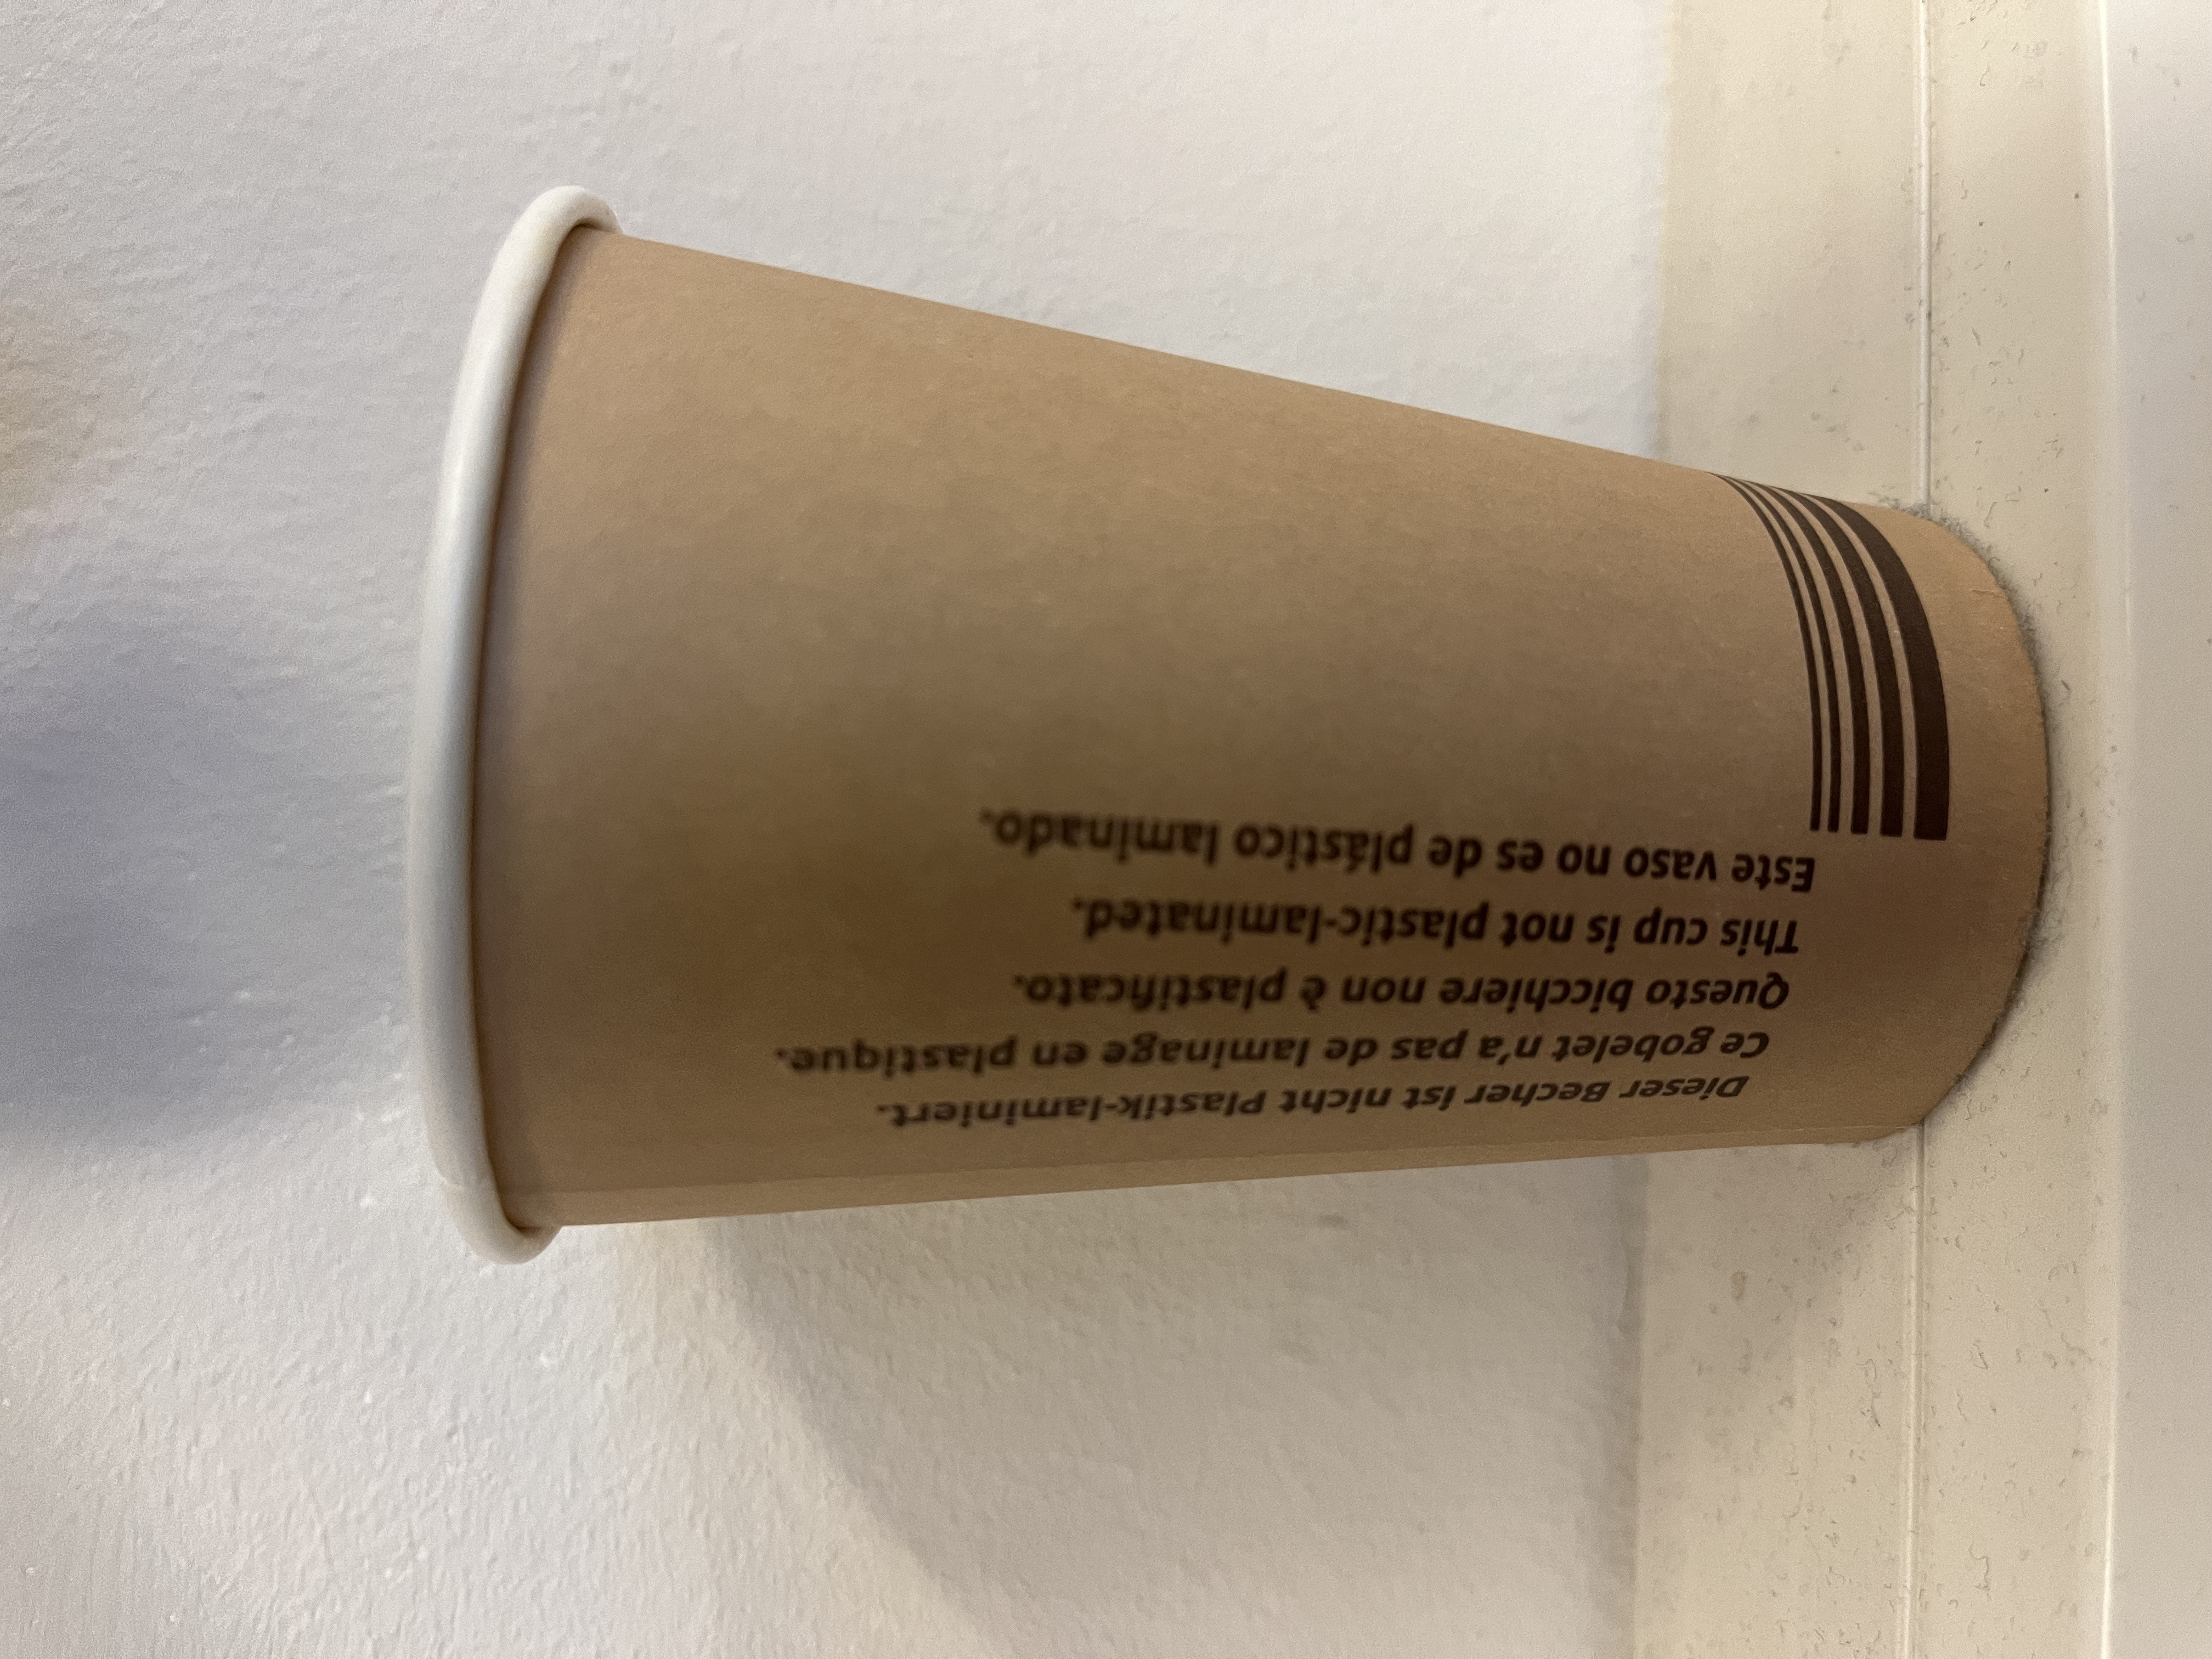 Dieser Becher ist nicht Plastik-laminiert.
Ce gobelet n'a pas de laminage en plastique.
Questo bicchiere non è plastificato.
This cup is not plastic-laminated.
Este vaso no es de plástico laminado.